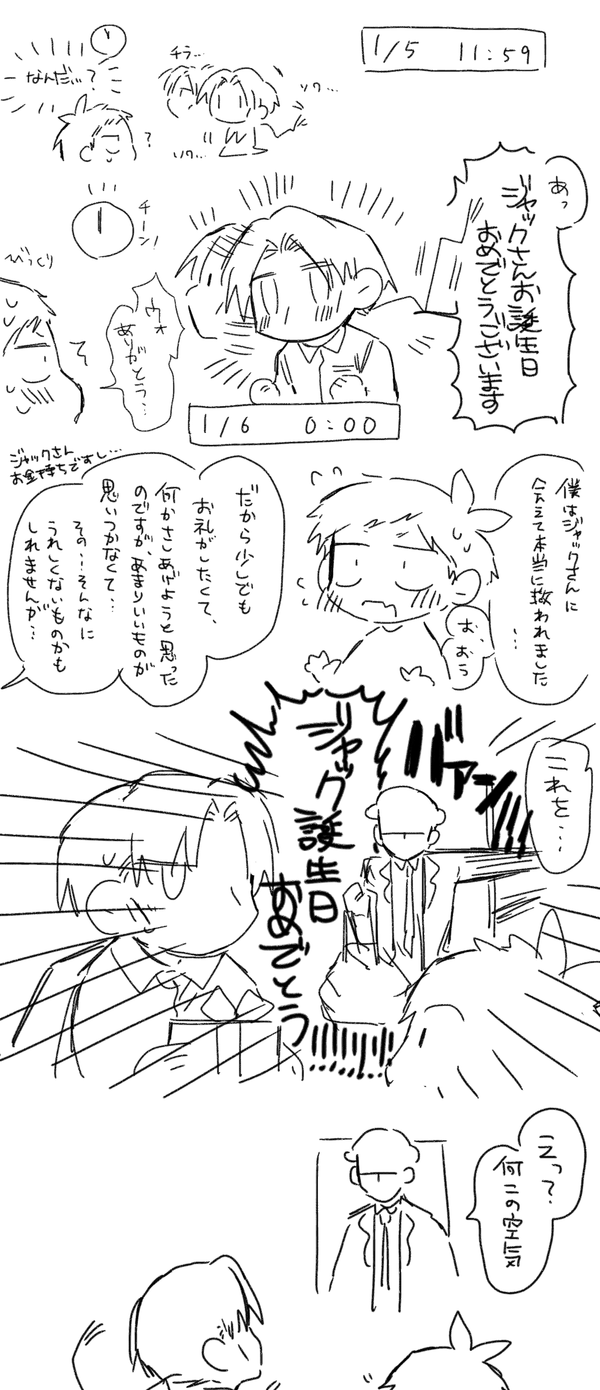 1/5 11:59
チラ…
ソワ…
ソワ…
なんだ…?
?
あっ
ジャックさんお誕生日
おめでとうございます
チーン!
びっくり
ウォ
ありがとう…
1/6 0:00
僕はジャックさんに
会えて本当に救われました
…
お、
おう
だから少しでも
お礼がしたくて、
何かさしあげようと思った
のですが、あまりいいものが
思いつかなくて…
その…そんなに
うれしくないものかも
しれませんが…
ジャックさん
お金持ちですし…
これを…
バァーン
ジャック誕生日
おめでとう!!!!!!!!
えっ?
何この空気